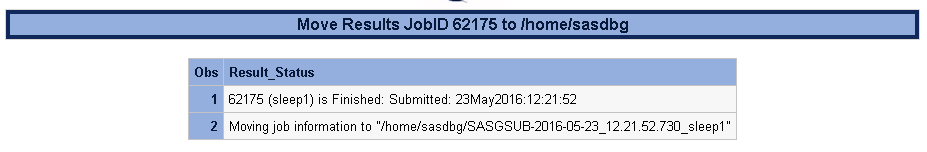 Move Results JobID 62175 to /home/sasdbg
Obs Result_Status
1 62175 (sleep1) is Finished: Submitted: 23May2016:12:21:52
2 Moving job information to "/home/sasdbg/SASGSUB-2016-05-23_12.21.52.730_sleep1"